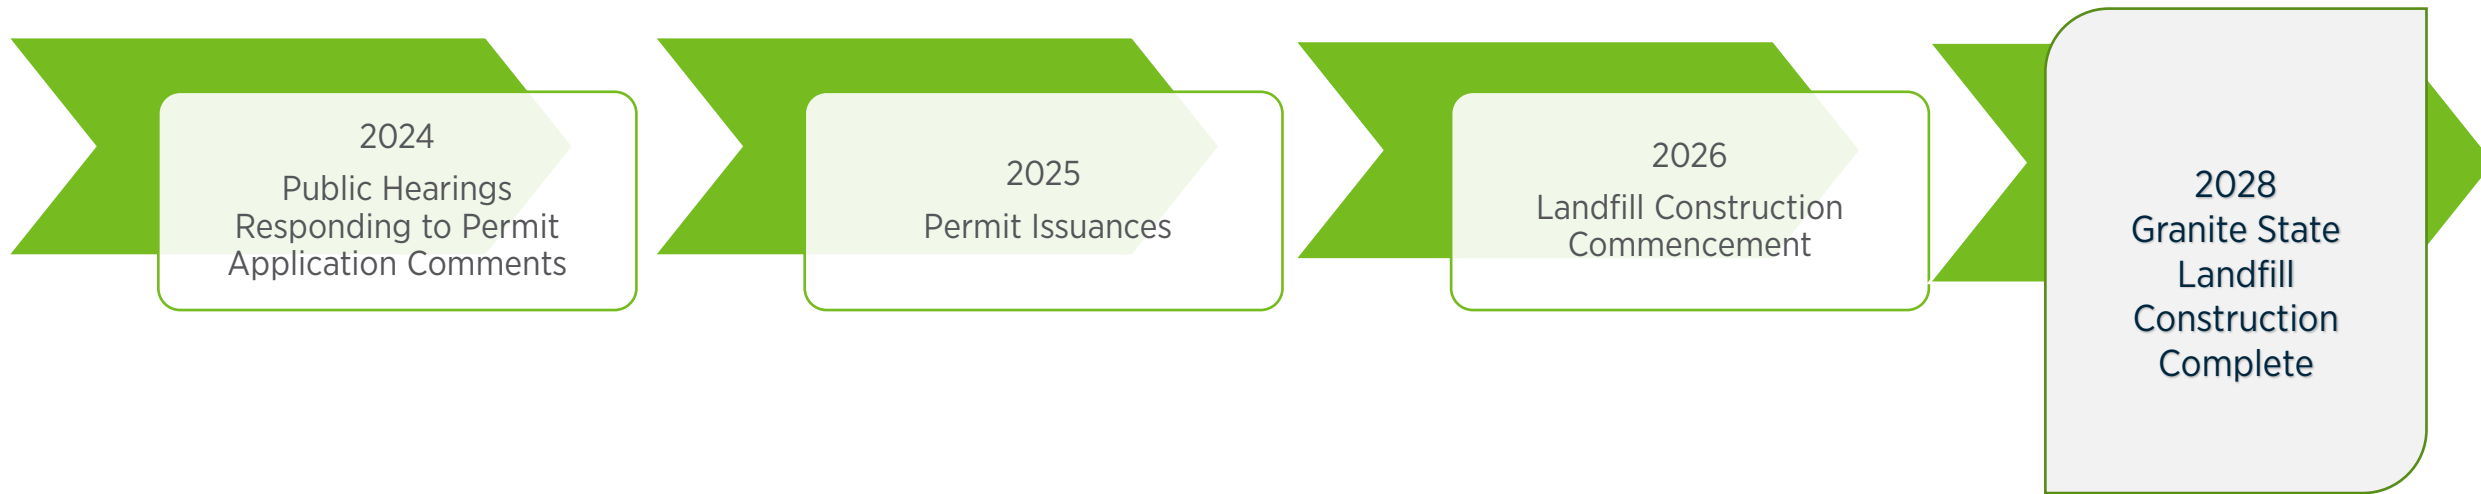 2024
Public Hearings
Responding to Permit
Application Comments
2025
Permit Issuances
2026
Landfill Construction
Commencement
2028
Granite State
Landfill
Construction
Complete